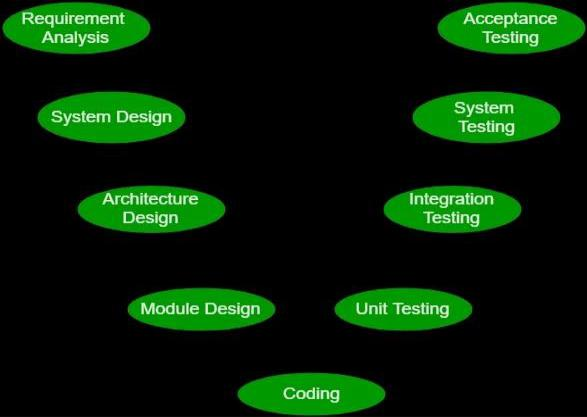 Requirement
Analysis
Acceptance
Testing
System Design
System
Testing
Architecture
Design
Integration
Testing
Module Design
Unit Testing
Coding